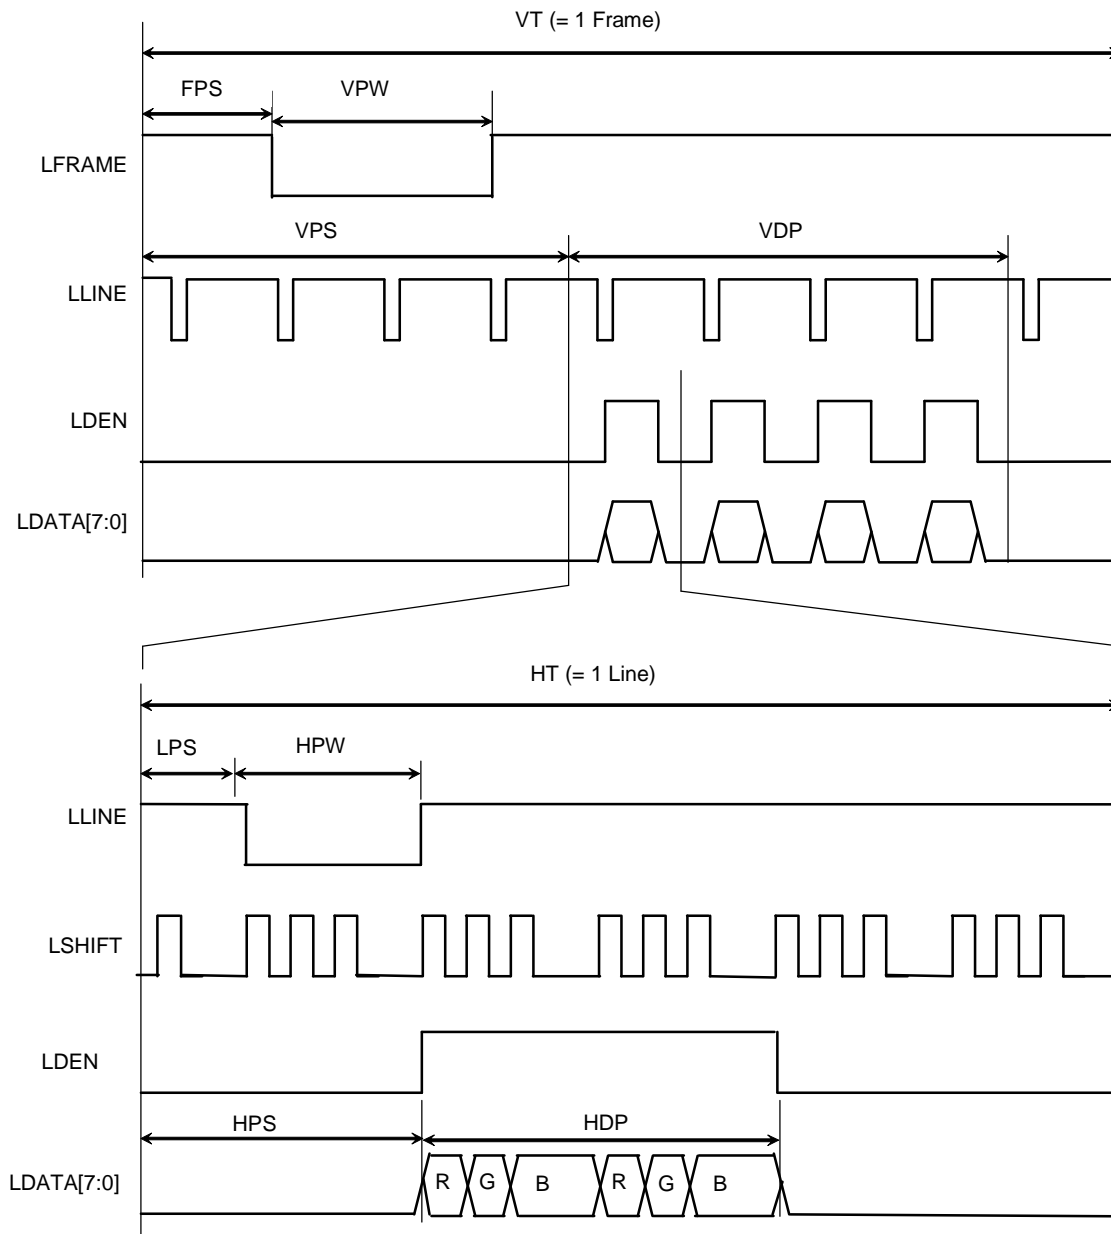 VT (= 1 Frame)
FPS VPW
LFRAME
VPS VDP
LLINE
LDEN
LDATA[7:0]
HT (= 1 Line)
LPS HPW
LLINE
LSHIFT
LDEN
HPS HDP
LDATA[7:0] R G B R G B